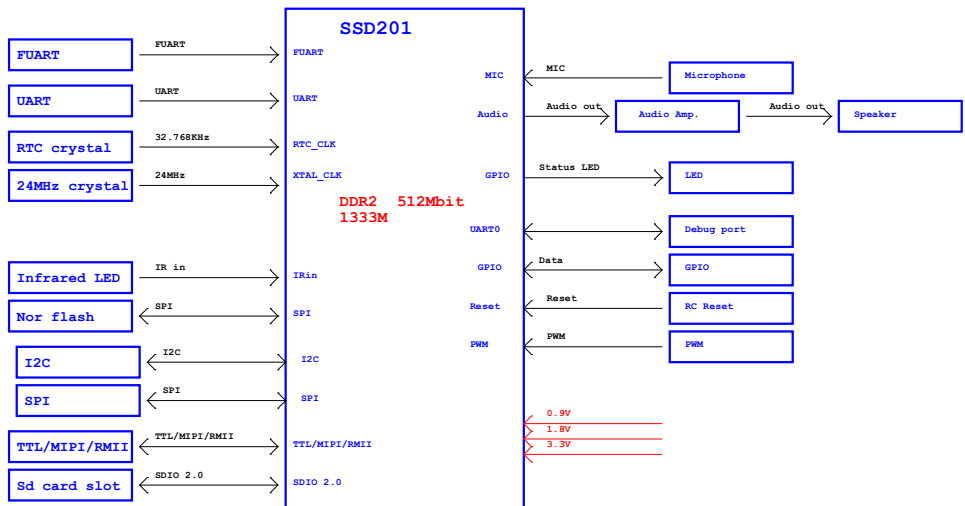 SSD201
FUART
FUART
FUART
UART
UART
UART
RTC crystal
32.768KHz
RTC_CLK
24MHz crystal
24MHz
XTAL_CLK
DDR2 512Mbit
1333M
Infrared LED
IR in
IRin
Nor flash
SPI
SPI
I2C
I2C
I2C
SPI
SPI
SPI
TTL/MIPI/RMII
TTL/MIPI/RMII
TTL/MIPI/RMII
Sd card slot
SDIO 2.0
SDIO 2.0
MIC
MIC
Microphone
Audio
Audio out
Audio Amp.
Audio out
Speaker
GPIO
Status LED
LED
UART0
Debug port
GPIO
Data
GPIO
Reset
Reset
RC Reset
PWM
PWM
PWM
0.9V
1.8V
3.3V